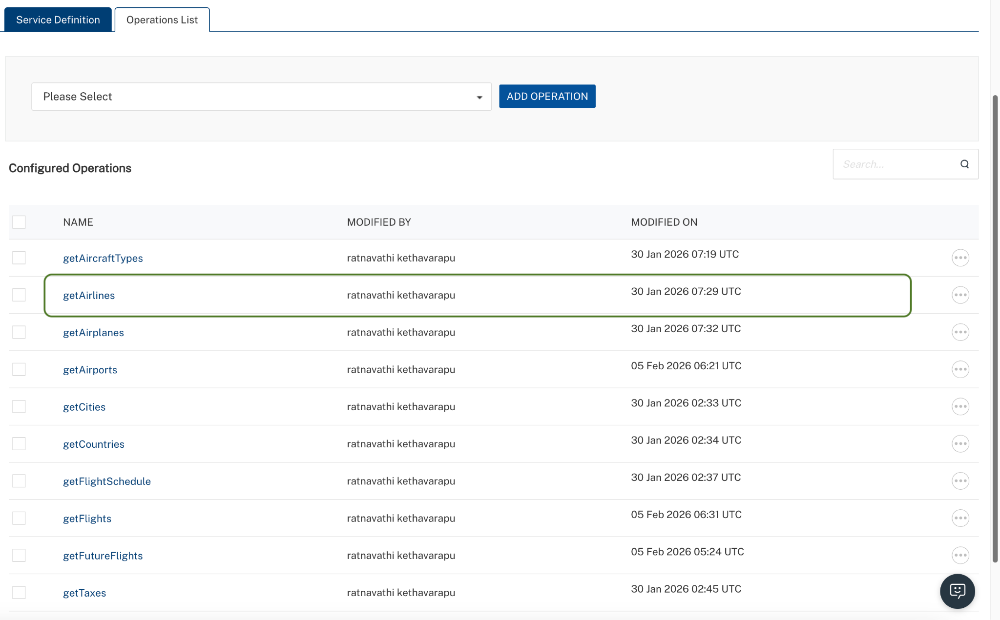 Service Definition Operations List
Please Select ADD OPERATION
Configured Operations Search...
NAME MODIFIED BY MODIFIED ON
getAircraftTypes ratnavathi kethavarapu 30 Jan 2026 07:19 UTC
getAirlines ratnavathi kethavarapu 30 Jan 2026 07:29 UTC
getAirplanes ratnavathi kethavarapu 30 Jan 2026 07:32 UTC
getAirports ratnavathi kethavarapu 05 Feb 2026 06:21 UTC
getCities ratnavathi kethavarapu 30 Jan 2026 02:33 UTC
getCountries ratnavathi kethavarapu 30 Jan 2026 02:34 UTC
getFlightSchedule ratnavathi kethavarapu 30 Jan 2026 02:37 UTC
getFlights ratnavathi kethavarapu 05 Feb 2026 06:31 UTC
getFutureFlights ratnavathi kethavarapu 05 Feb 2026 05:24 UTC
getTaxes ratnavathi kethavarapu 30 Jan 2026 02:45 UTC